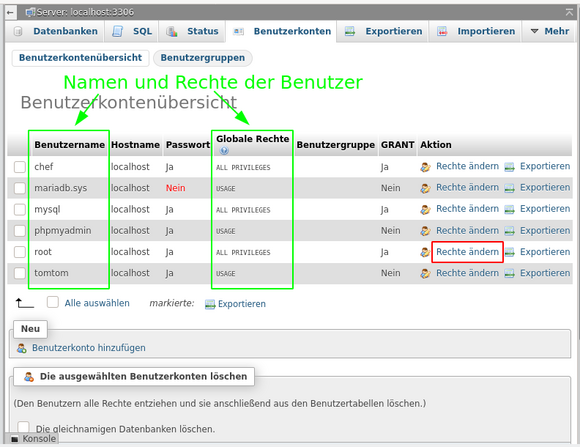 Server: localhost:3306
Datenbanken SQL Status Benutzerkonten Exportieren Importieren Mehr
Benutzerkontenübersicht Benutzergruppen
Namen und Rechte der Benutzer
Benutzerkontenübersicht
Benutzername Hostname Passwort Globale Rechte Benutzergruppe GRANT Aktion
chef localhost Ja ALL PRIVILEGES Ja Rechte ändern Exportieren
mariadb.sys localhost Nein USAGE Nein Rechte ändern Exportieren
mysql localhost Ja ALL PRIVILEGES Ja Rechte ändern Exportieren
phpmyadmin localhost Ja USAGE Nein Rechte ändern Exportieren
root localhost Ja ALL PRIVILEGES Ja Rechte ändern Exportieren
tomtom localhost Ja USAGE Nein Rechte ändern Exportieren
Alle auswählen markierte: Exportieren
Neu
Benutzerkonto hinzufügen
Die ausgewählten Benutzerkonten löschen
(Den Benutzern alle Rechte entziehen und sie anschließend aus den Benutzertabellen löschen.)
Die gleichnamigen Datenbanken löschen.
Konsole